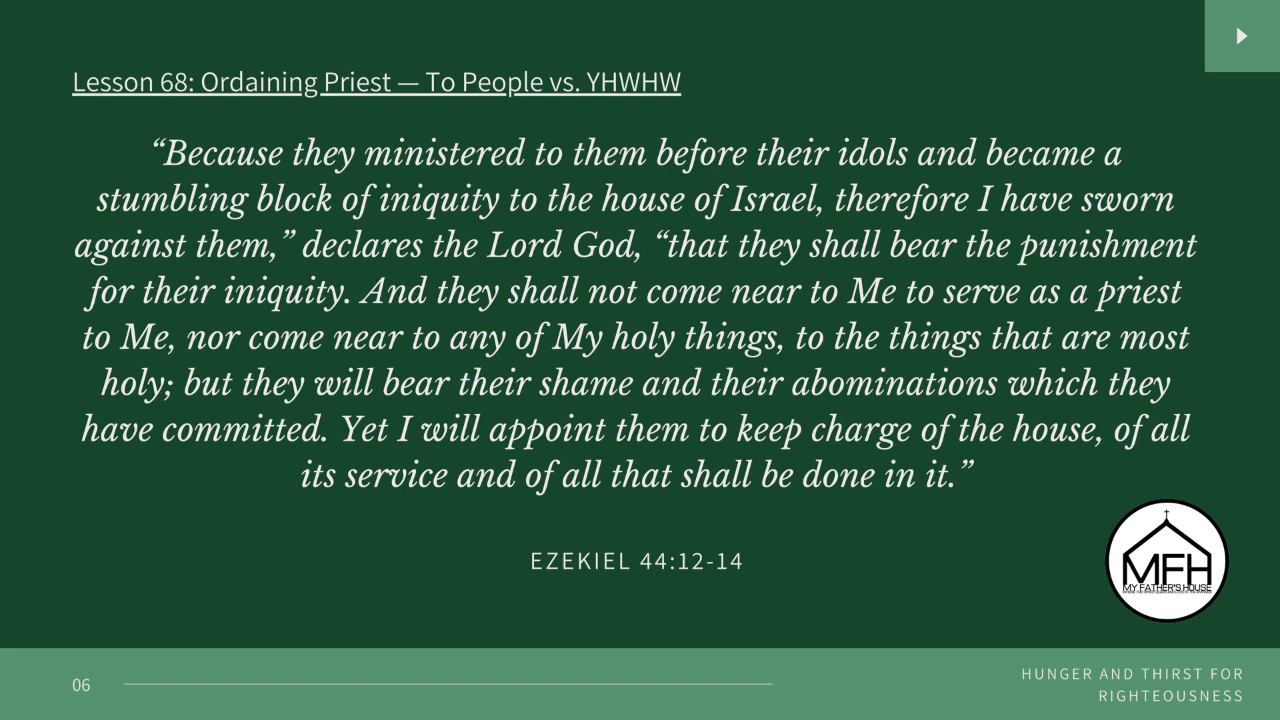 Lesson 68: Ordaining Priest — To People vs. YHWHW
“Because they ministered to them before their idols and became a
stumbling block of iniquity to the house of Israel, therefore I have sworn
against them,” declares the Lord God, “that they shall bear the punishment
for their iniquity. And they shall not come near to Me to serve as a priest
to Me, nor come near to any of My holy things, to the things that are most
holy; but they will bear their shame and their abominations which they
have committed. Yet I will appoint them to keep charge of the house, of all
its service and of all that shall be done in it.”
EZEKIEL 44:12-14
MFH
MY FATHER'S HOUSE
06
HUNGER AND THIRST FOR
RIGHTEOUSNESS